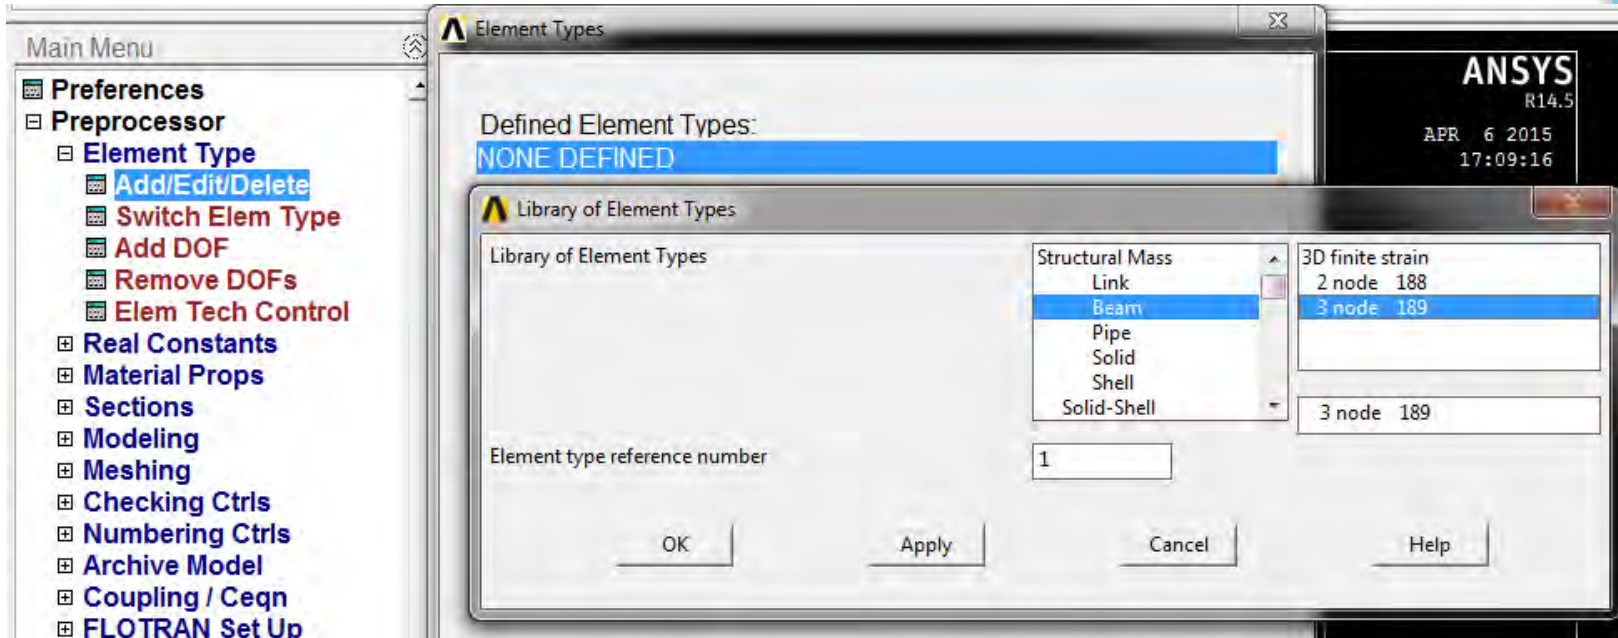 Main Menu
Preferences
Preprocessor
Element Type
Add/Edit/Delete
Switch Elem Type
Add DOF
Remove DOFs
Elem Tech Control
Real Constants
Material Props
Sections
Modeling
Meshing
Checking Ctrls
Numbering Ctrls
Archive Model
Coupling / Ceqn
FLOTRAN Set Up
Element Types
Defined Element Types:
NONE DEFINED
Library of Element Types
Library of Element Types
Structural Mass
Link
Beam
Pipe
Solid
Shell
Solid-Shell
3D finite strain
2 node 188
3 node 189
3 node 189
Element type reference number
1
OK
Apply
Cancel
Help
ANSYS
R14.5
APR 6 2015
17:09:16